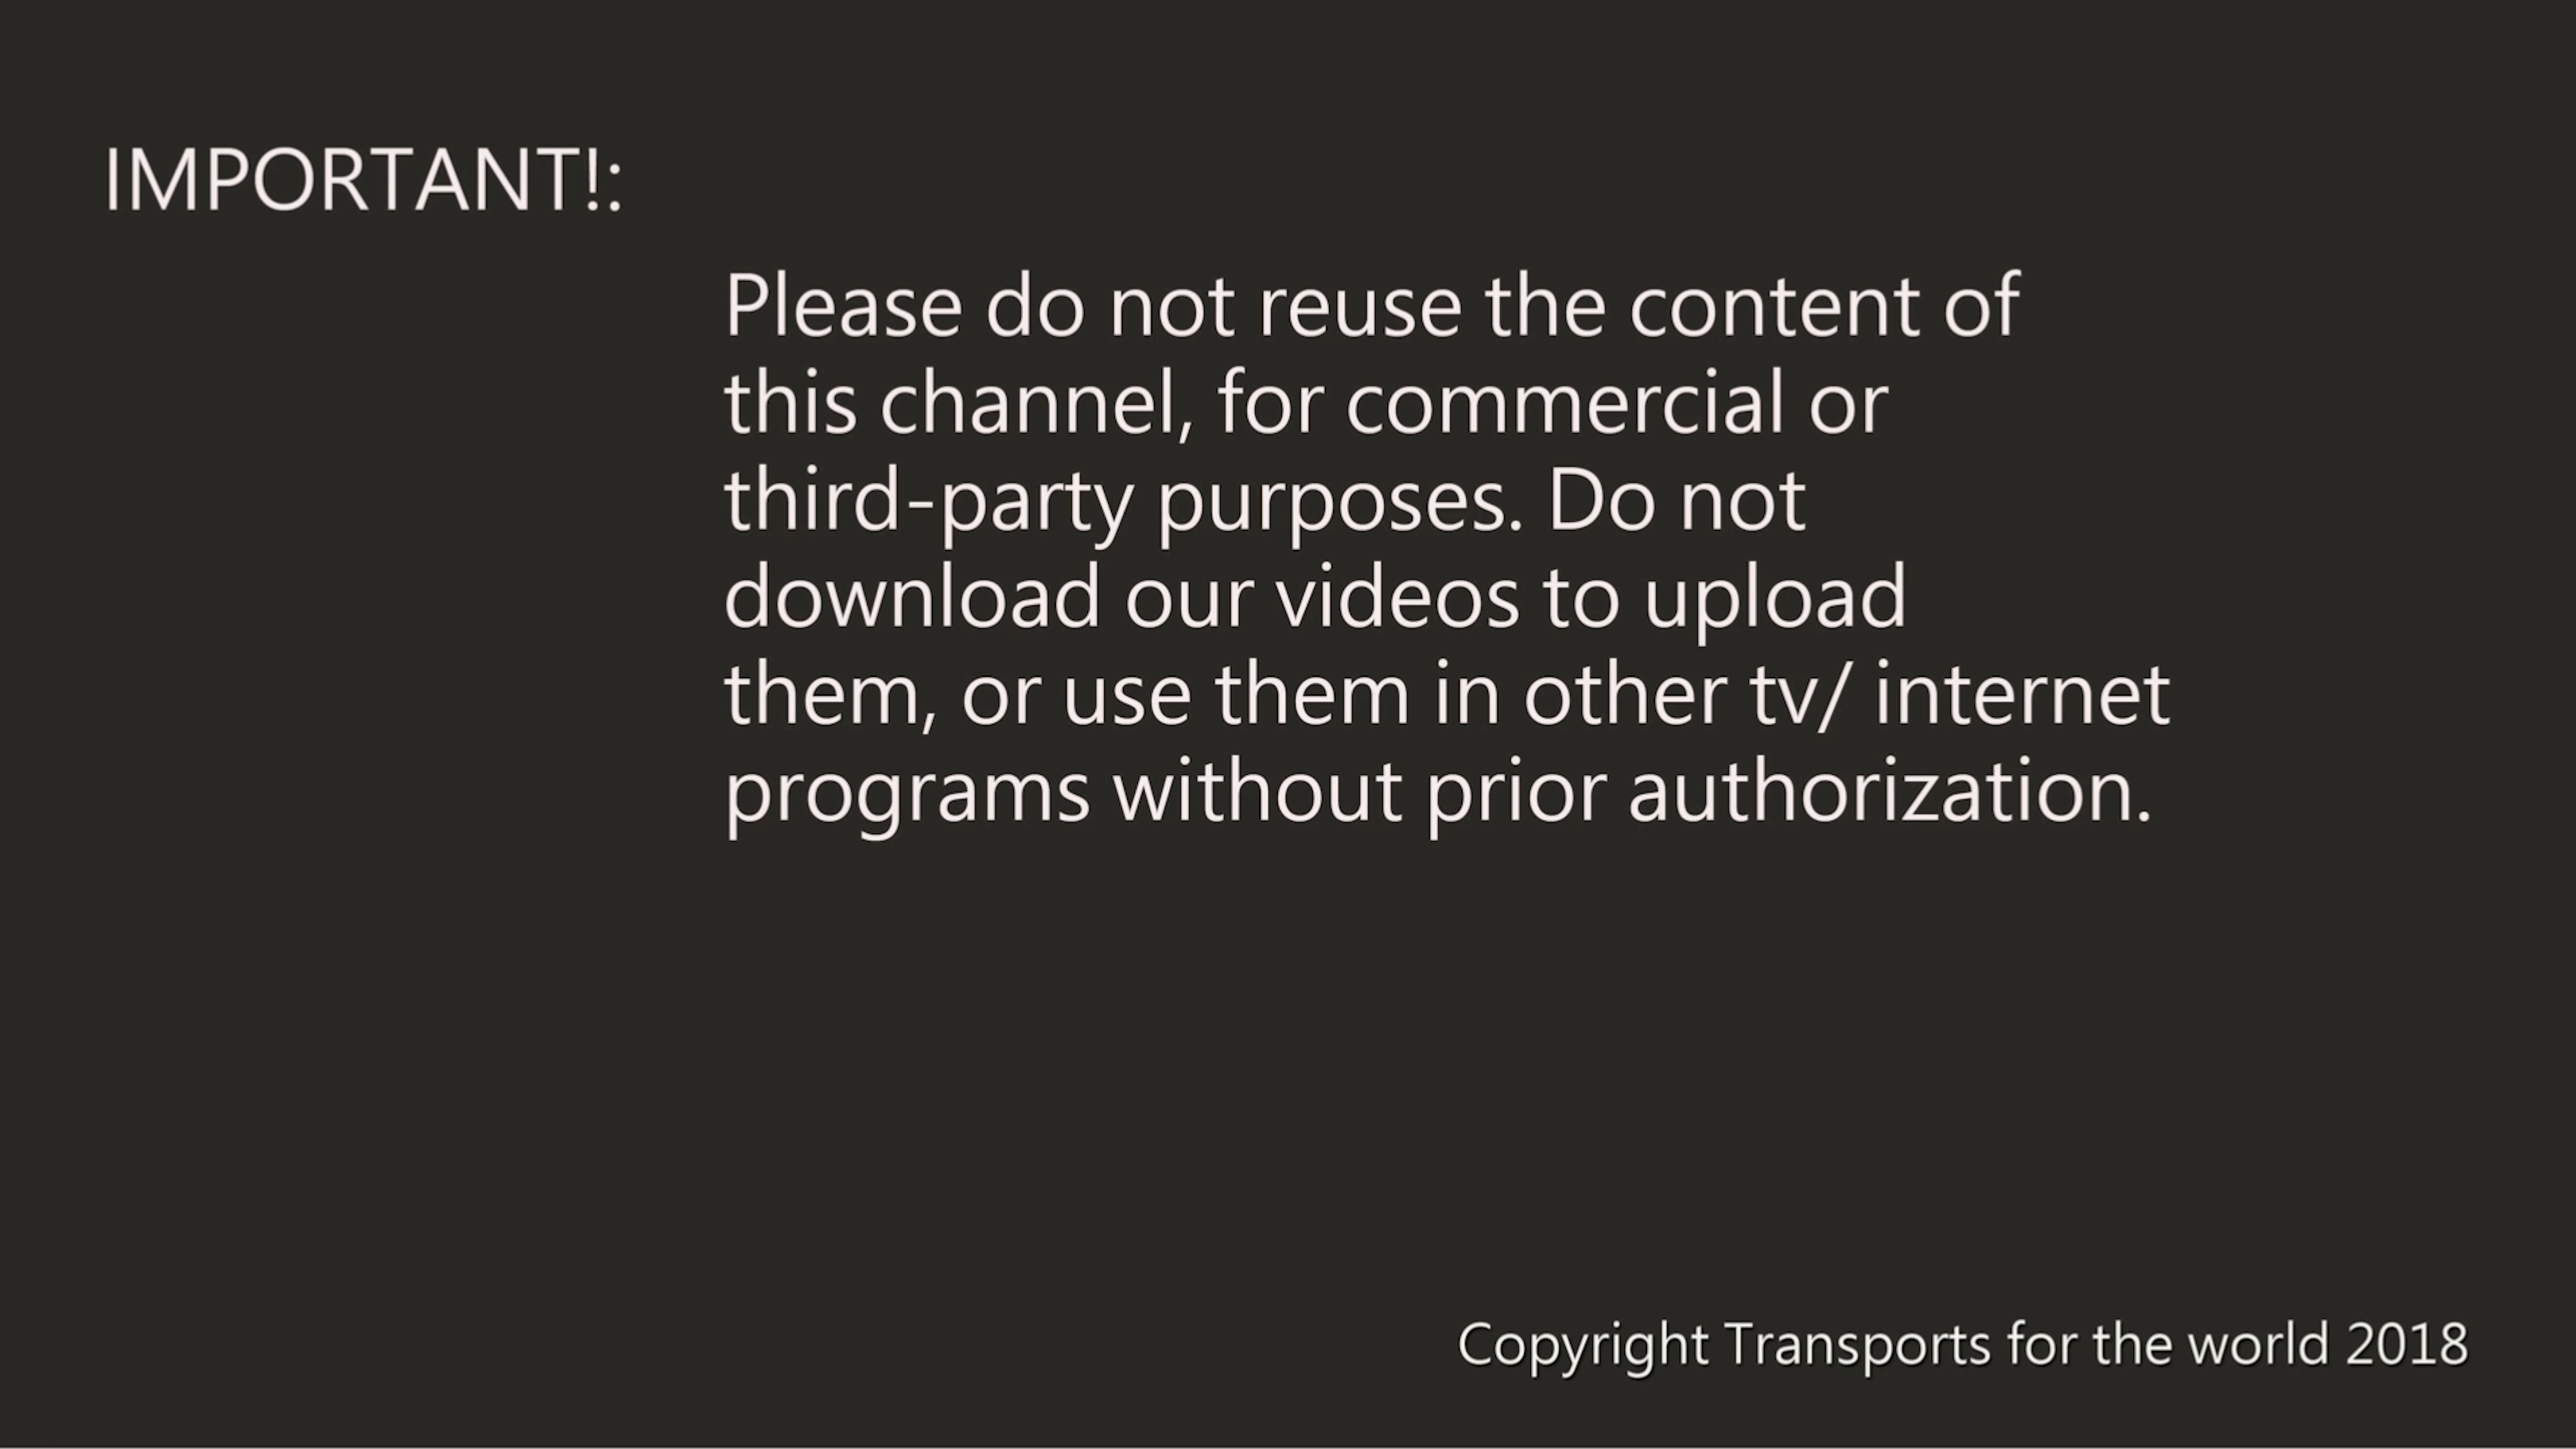 IMPORTANT!:
Please do not reuse the content of
this channel, for commercial or
third-party purposes. Do not
download our videos to upload
them, or use them in other tv/ internet
programs without prior authorization.
Copyright Transports for the world 2018